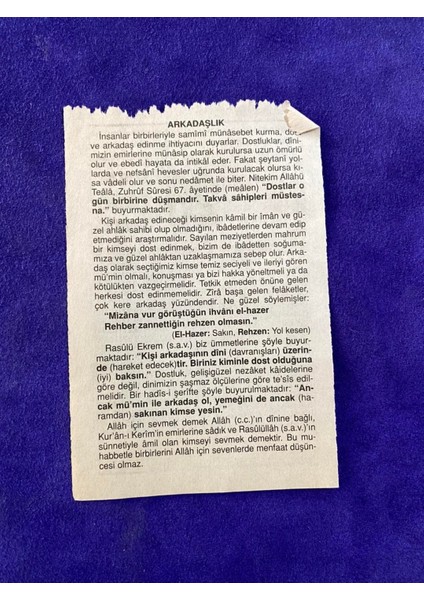 ARKADAŞLIK
İnsanlar birbirleriyle samîmî münâsebet kurma, dost
ve arkadaş edinme ihtiyacını duyarlar. Dostluklar, dîni-
mizin emirlerine münâsip olarak kurulursa uzun ömürlü
olur ve ebedî hayata da intikal eder. Fakat şeytanî yol-
larda ve nefsânî hevesler uğrunda kurulacak olursa kı-
sa vâdeli olur ve sonu nedâmet ile biter. Nitekim Allâhü
Teâlâ, Zuhrûf Sûresi 67. âyetinde (meâlen) "Dostlar o
gün birbirine düşmandır. Takvâ sâhipleri müstes-
na." buyurmaktadır.
Kişi arkadaş edineceği kimsenin kâmil bir îman ve gü-
zel ahlâk sahibi olup olmadığını, ibâdetlerine devam edip
etmediğini araştırmalıdır. Sayılan meziyetlerden mahrum
bir kimseyi dost edinmek, bizim de ibâdetten soğuma-
mıza ve güzel ahlâktan uzaklaşmamıza sebep olur. Arka-
daş olarak seçtiğimiz kimse temiz seciyeli ve ileriyi gören
mü'min olmalı, konuşması ya bizi hakka yöneltmeli ya da
kötülükten vazgeçirmelidir. Tetkik etmeden önüne gelen
herkesi dost edinmemelidir. Zîrâ başa gelen felâketler,
çok kere arkadaş yüzündendir. Ne güzel söylemişler:
"Mizâna vur görüştüğün ihvânı el-hazer
Rehber zannettiğin rehzen olmasın."
(El-Hazer: Sakın, Rehzen: Yol kesen)
Rasûlü Ekrem (s.a.v.) biz ümmetlerine şöyle buyur-
maktadır: "Kişi arkadaşının dîni (davranışları) üzerin-
de (hareket edecek)tir. Biriniz kiminle dost olduğuna
(iyi) baksın." Dostluk, gelişigüzel nezâket kâidelerine
göre değil, dinimizin şaşmaz ölçülerine göre te'sîs edil-
melidir. Bir hadîs-i şerîfte şöyle buyurulmaktadır: "An-
cak mü'min ile arkadaş ol, yemeğini de ancak (ha-
ramdan) sakınan kimse yesin."
Allâh için sevmek demek Allâh (c.c.)'ın dînine bağlı,
Kur'ân-ı Kerîm'in emirlerine sâdık ve Rasûlüllâh (s.a.v.)'ın
sünnetiyle âmil olan kimseyi sevmek demektir. Bu mu-
habbetle birbirlerini Allâh için sevenlerde menfaat düşün-
cesi olmaz.